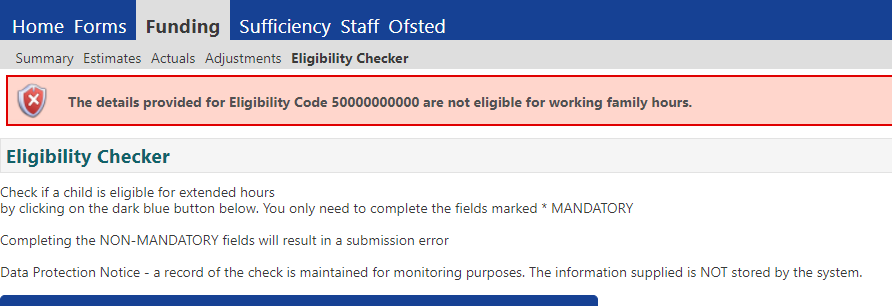 Home Forms Funding Sufficiency Staff Ofsted
Summary Estimates Actuals Adjustments Eligibility Checker
The details provided for Eligibility Code 50000000000 are not eligible for working family hours.
Eligibility Checker
Check if a child is eligible for extended hours
by clicking on the dark blue button below. You only need to complete the fields marked * MANDATORY
Completing the NON-MANDATORY fields will result in a submission error
Data Protection Notice - a record of the check is maintained for monitoring purposes. The information supplied is NOT stored by the system.